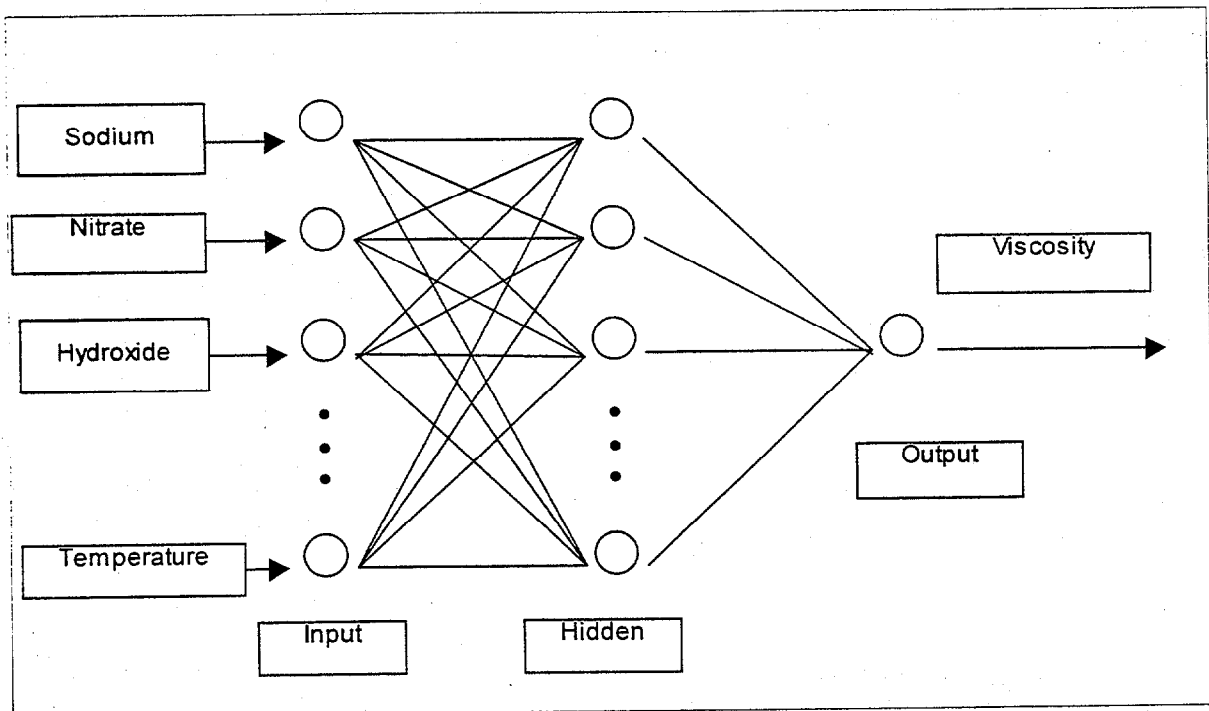 Sodium
Nitrate
Hydroxide
Temperature
Input
Hidden
Viscosity
Output